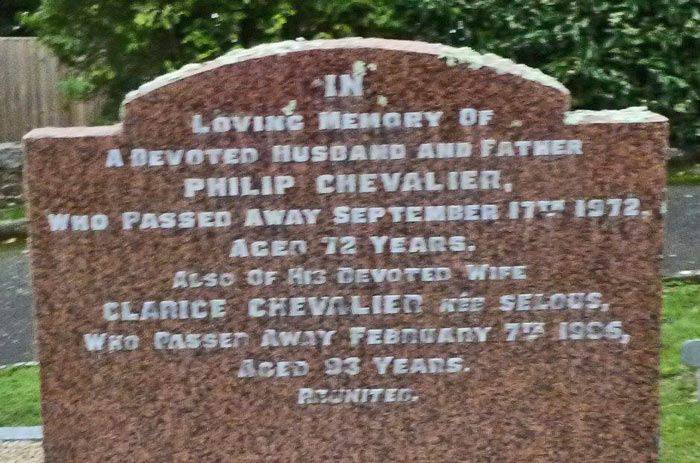 IN
LOVING MEMORY OF
A DEVOTED HUSBAND AND FATHER
PHILIP CHEVALIER,
WHO PASSED AWAY SEPTEMBER 17TH 1972,
AGED 72 YEARS.
ALSO OF HIS DEVOTED WIFE
CLARICE CHEVALIER NÉE SELOUS,
WHO PASSED AWAY FEBRUARY 7TH 1996,
AGED 93 YEARS.
REUNITED.